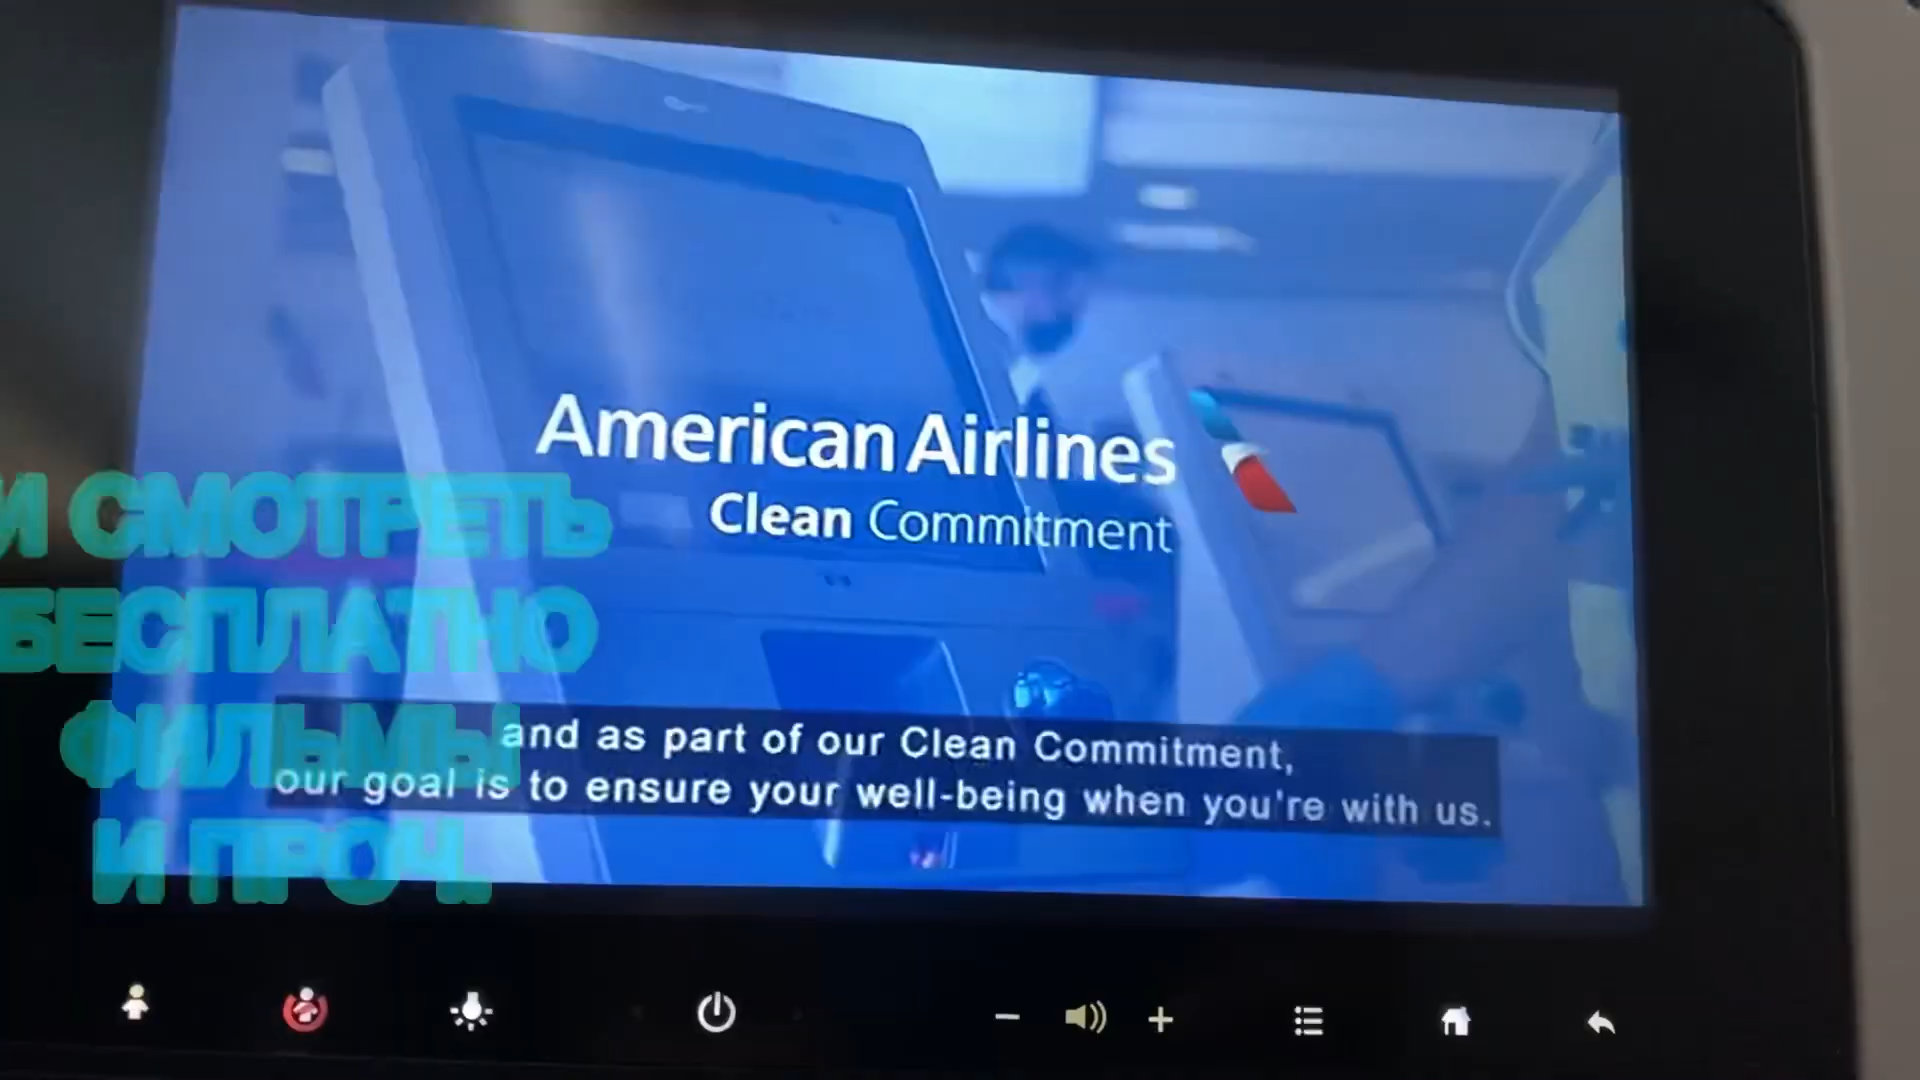 American Airlines
Clean Commitment
И СМОТРЕТЬ
БЕСПЛАТНО
ФИЛЬМЫ
И ПРОЧ.
and as part of our Clean Commitment,
our goal is to ensure your well-being when you're with us.